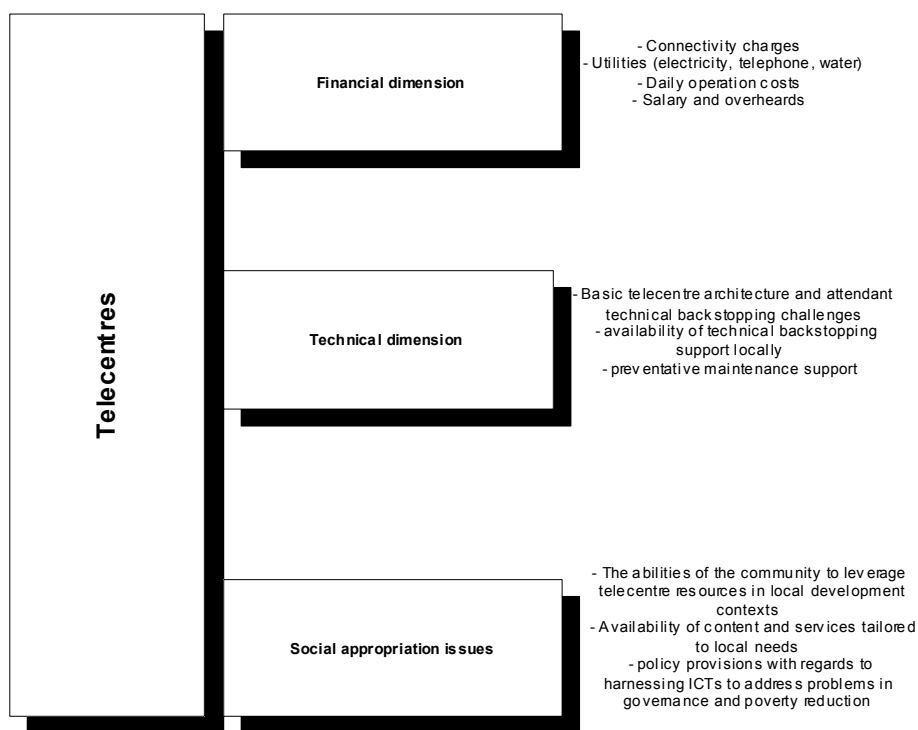 Telecentres
Financial dimension
- Connectivity charges
- Utilities (electricity, telephone, water)
- Daily operation costs
- Salary and overheards
Technical dimension
- Basic telecentre architecture and attendant
technical backstopping challenges
- availability of technical backstopping
support locally
- preventative maintenance support
Social appropriation issues
- The abilities of the community to leverage
telecentre resources in local development
contexts
- Availability of content and services tailored
to local needs
- policy provisions with regards to
harnessing ICTs to address problems in
governance and poverty reduction